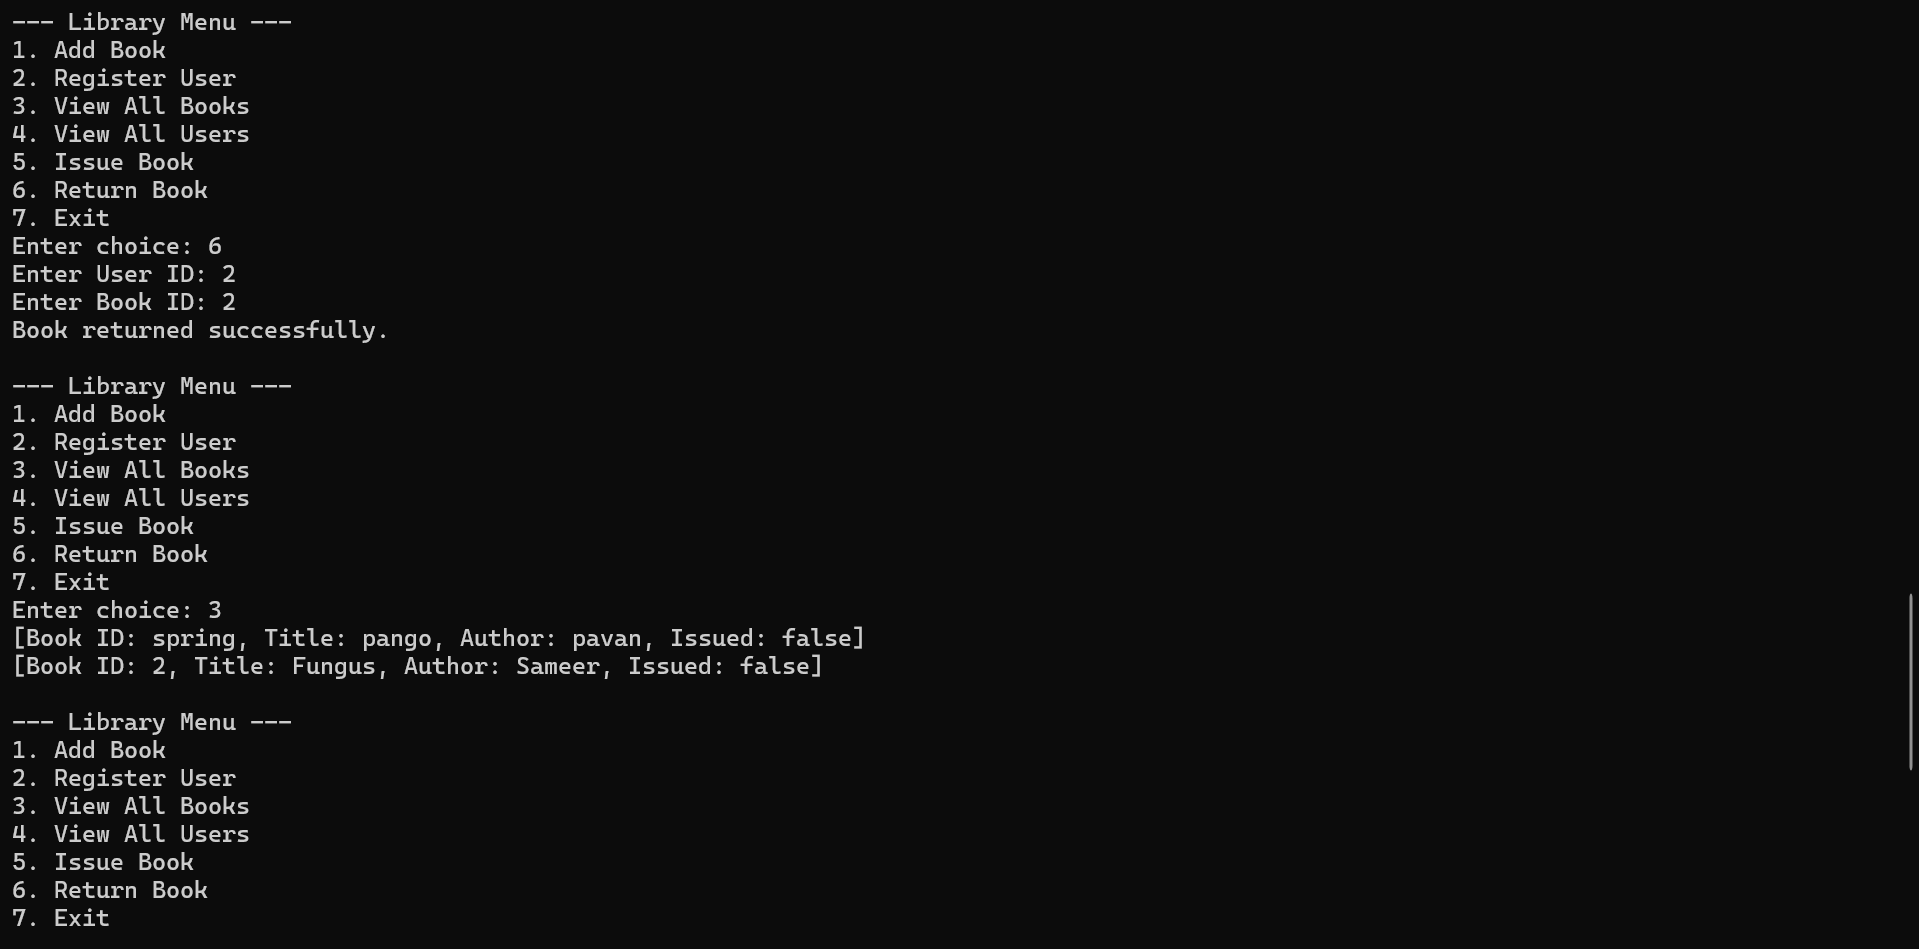 --- Library Menu ---
1. Add Book
2. Register User
3. View All Books
4. View All Users
5. Issue Book
6. Return Book
7. Exit
Enter choice: 6
Enter User ID: 2
Enter Book ID: 2
Book returned successfully.

--- Library Menu ---
1. Add Book
2. Register User
3. View All Books
4. View All Users
5. Issue Book
6. Return Book
7. Exit
Enter choice: 3
[Book ID: spring, Title: pango, Author: pavan, Issued: false]
[Book ID: 2, Title: Fungus, Author: Sameer, Issued: false]

--- Library Menu ---
1. Add Book
2. Register User
3. View All Books
4. View All Users
5. Issue Book
6. Return Book
7. Exit